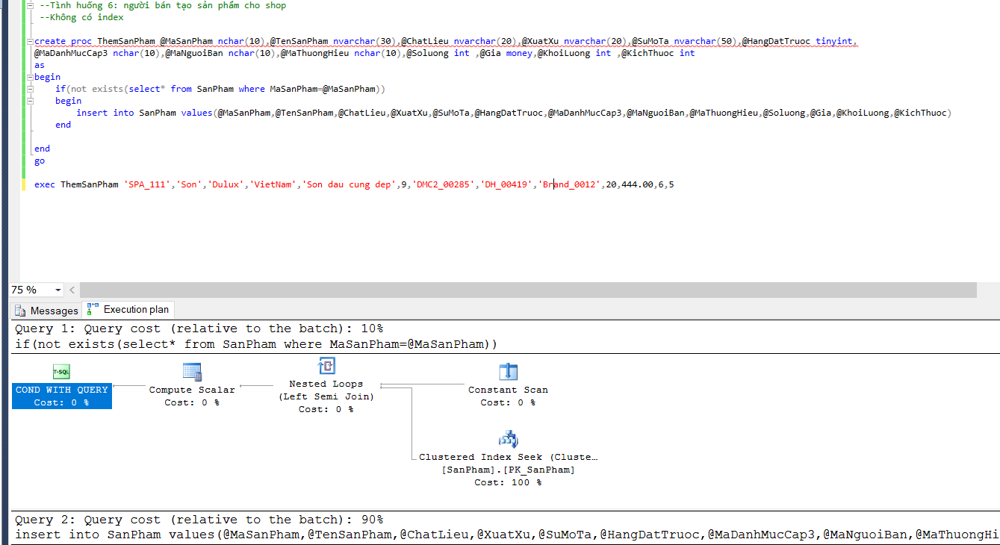 --Tình huống 6: người bán tạo sản phẩm cho shop
--Không có index
create proc ThemSanPham @MaSanPham nchar(10),@TenSanPham nvarchar(30),@ChatLieu nvarchar(20),@XuatXu nvarchar(20),@SuMoTa nvarchar(50),@HangDatTruoc tinyint,
@MaDanhMucCap3 nchar(10),@MaNguoiBan nchar(10),@MaThuongHieu nchar(10),@Soluong int ,@Gia money,@KhoiLuong int ,@KichThuoc int
as
begin
if(not exists(select* from SanPham where MaSanPham=@MaSanPham))
begin
insert into SanPham values(@MaSanPham,@TenSanPham,@ChatLieu,@XuatXu,@SuMoTa,@HangDatTruoc,@MaDanhMucCap3,@MaNguoiBan,@MaThuongHieu,@Soluong,@Gia,@KhoiLuong,@KichThuoc)
end
end
go
exec ThemSanPham 'SPA_111','Son','Dulux','VietNam','Son dau cung dep',9,'DMC2_00285','DH_00419','Brand_0012',20,444.00,6,5
75 %
Messages Execution plan
Query 1: Query cost (relative to the batch): 10%
if(not exists(select* from SanPham where MaSanPham=@MaSanPham))
T-SQL
COND WITH QUERY
Cost: 0 %
Compute Scalar
Cost: 0 %
Nested Loops
(Left Semi Join)
Cost: 0 %
Constant Scan
Cost: 0 %
Clustered Index Seek (Cluste…
[SanPham].[PK_SanPham]
Cost: 100 %
Query 2: Query cost (relative to the batch): 90%
insert into SanPham values(@MaSanPham,@TenSanPham,@ChatLieu,@XuatXu,@SuMoTa,@HangDatTruoc,@MaDanhMucCap3,@MaNguoiBan,@MaThuongHi